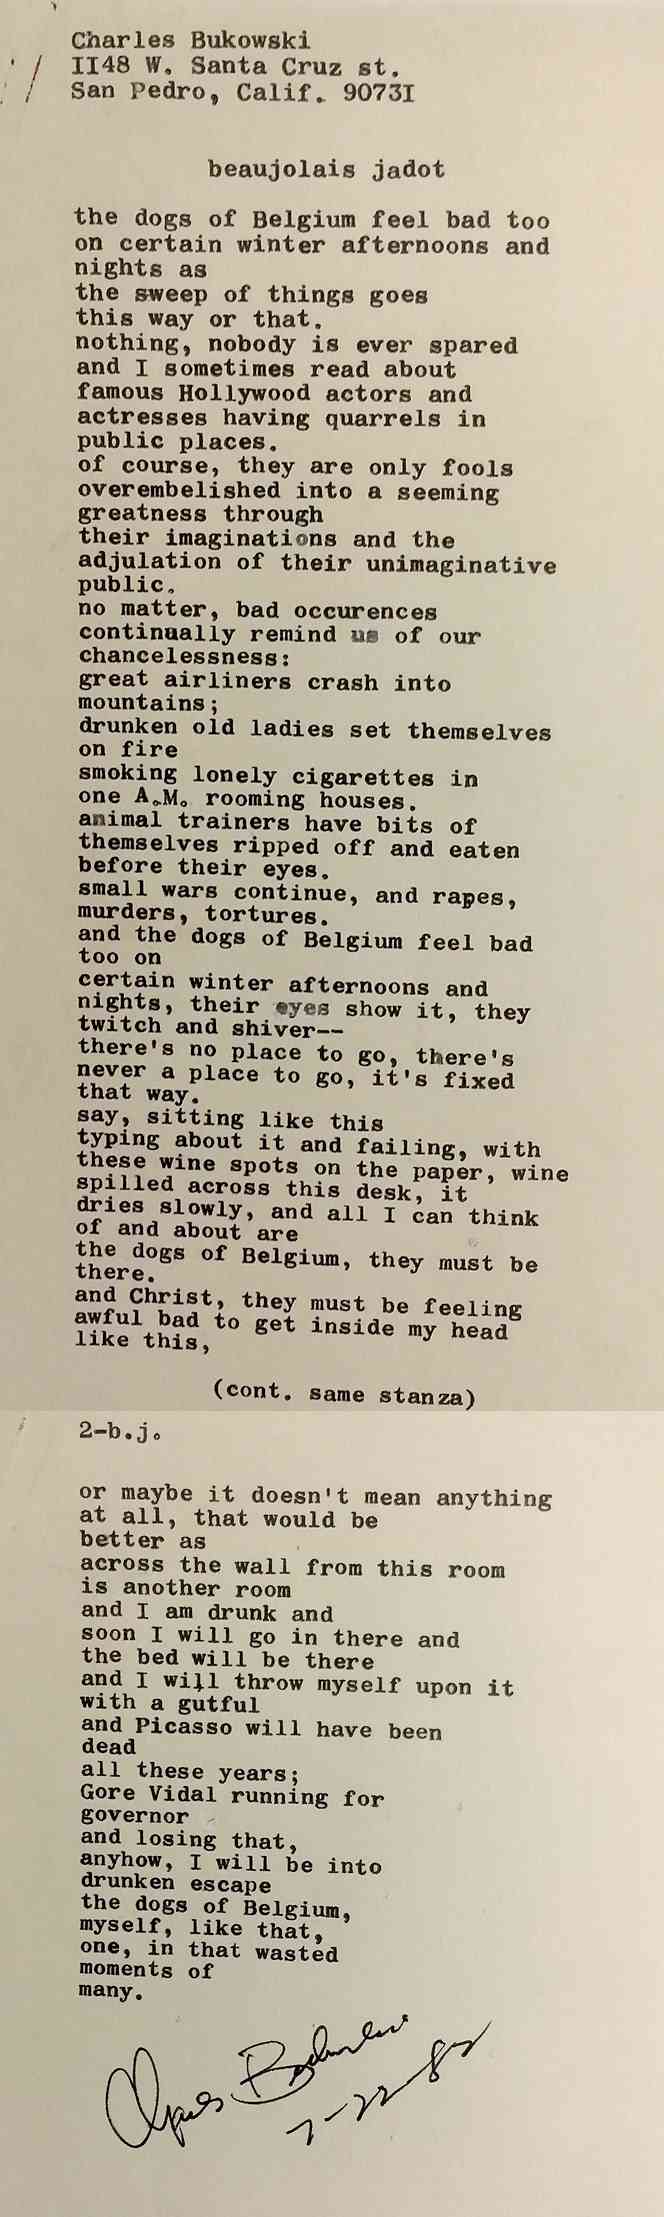 Charles Bukowski
II48 W. Santa Cruz st.
San Pedro, Calif. 9073I
beaujolais jadot
the dogs of Belgium feel bad too
on certain winter afternoons and
nights as
the sweep of things goes
this way or that.
nothing, nobody is ever spared
and I sometimes read about
famous Hollywood actors and
actresses having quarrels in
public places.
of course, they are only fools
overembelished into a seeming
greatness through
their imaginations and the
adjulation of their unimaginative
public.
no matter, bad occurences
continually remind us of our
chancelessness:
great airliners crash into
mountains;
drunken old ladies set themselves
on fire
smoking lonely cigarettes in
one A.M. rooming houses.
animal trainers have bits of
themselves ripped off and eaten
before their eyes.
small wars continue, and rapes,
murders, tortures.
and the dogs of Belgium feel bad
too on
certain winter afternoons and
nights, their eyes show it, they
twitch and shiver--
there's no place to go, there's
never a place to go, it's fixed
that way.
say, sitting like this
typing about it and failing, with
these wine spots on the paper, wine
spilled across this desk, it
dries slowly, and all I can think
of and about are
the dogs of Belgium, they must be
there.
and Christ, they must be feeling
awful bad to get inside my head
like this,
(cont. same stanza)
2-b.j.
or maybe it doesn't mean anything
at all, that would be
better as
across the wall from this room
is another room
and I am drunk and
soon I will go in there and
the bed will be there
and I will throw myself upon it
with a gutful
and Picasso will have been
dead
all these years;
Gore Vidal running for
governor
and losing that,
anyhow, I will be into
drunken escape
the dogs of Belgium,
myself, like that,
one, in that wasted
moments of
many.
Charles Bukowski
7-22-82